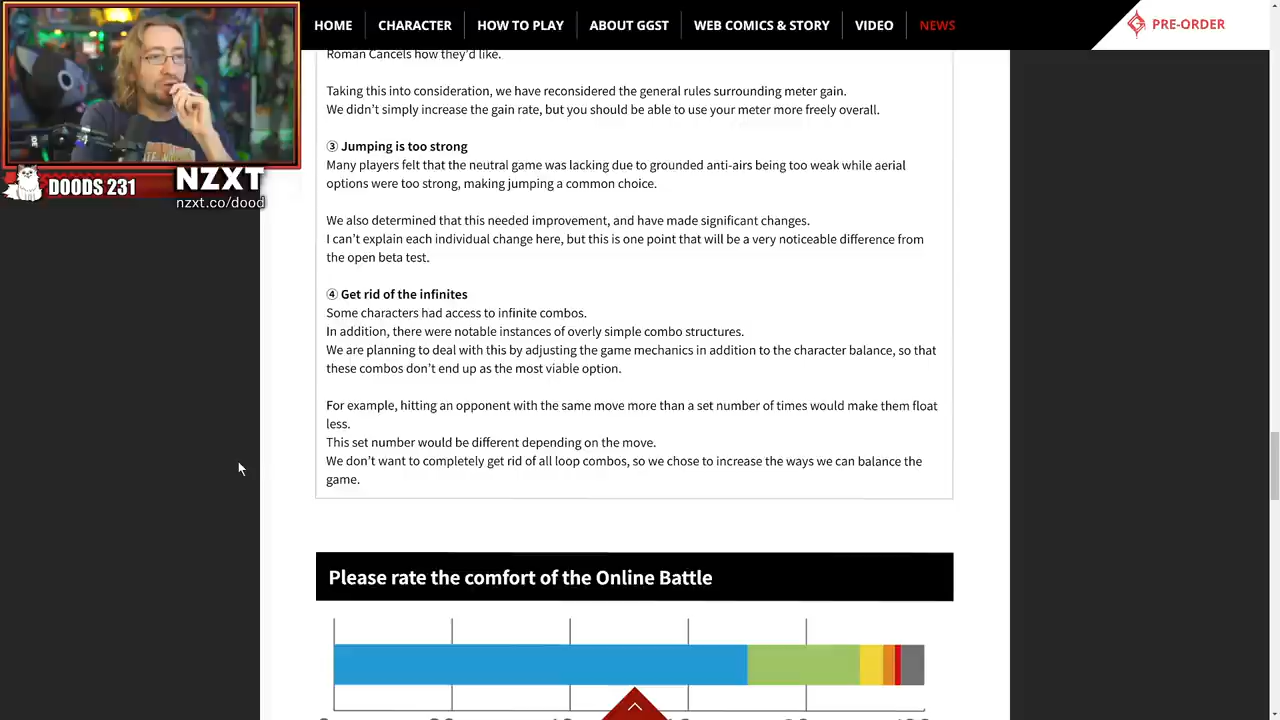 HOME
CHARACTER
HOW TO PLAY
ABOUT GGST
WEB COMICS & STORY
VIDEO
NEWS
PRE-ORDER
Roman Cancels how they'd like.
Taking this into consideration, we have reconsidered the general rules surrounding meter gain.
We didn't simply increase the gain rate, but you should be able to use your meter more freely overall.
③ Jumping is too strong
Many players felt that the neutral game was lacking due to grounded anti-airs being too weak while aerial
options were too strong, making jumping a common choice.
We also determined that this needed improvement, and have made significant changes.
I can't explain each individual change here, but this is one point that will be a very noticeable difference from
the open beta test.
④ Get rid of the infinites
Some characters had access to infinite combos.
In addition, there were notable instances of overly simple combo structures.
We are planning to deal with this by adjusting the game mechanics in addition to the character balance, so that
these combos don't end up as the most viable option.
For example, hitting an opponent with the same move more than a set number of times would make them float
less.
This set number would be different depending on the move.
We don't want to completely get rid of all loop combos, so we chose to increase the ways we can balance the
game.
Please rate the comfort of the Online Battle
DOODS 231
NZXT
nzxt.co/dood